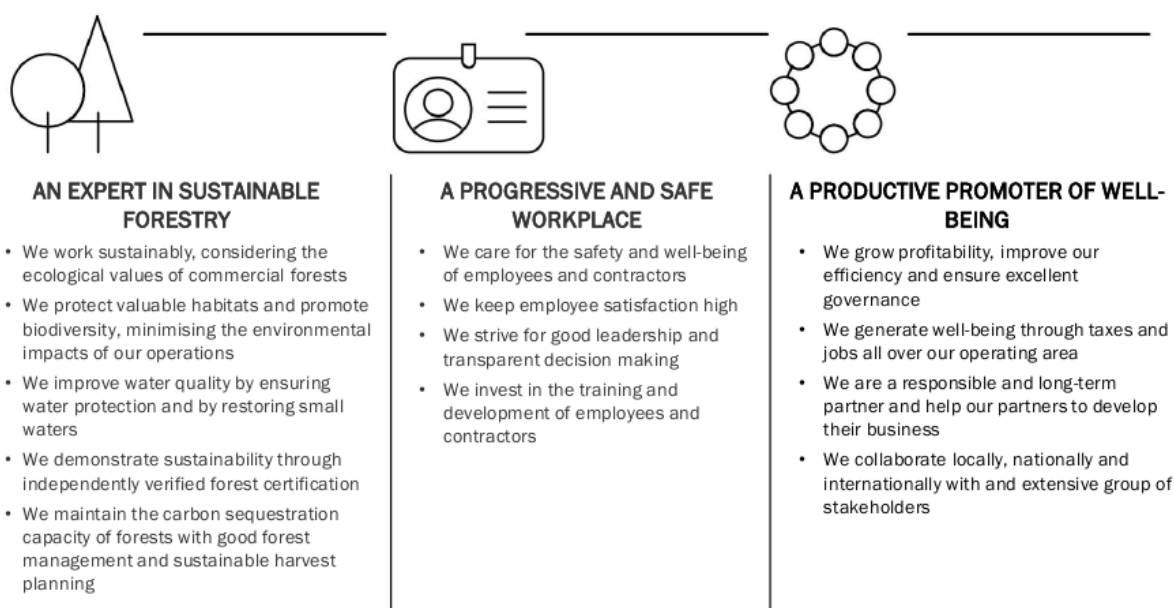 AN EXPERT IN SUSTAINABLE
FORESTRY
• We work sustainably, considering the
ecological values of commercial forests
• We protect valuable habitats and promote
biodiversity, minimising the environmental
impacts of our operations
• We improve water quality by ensuring
water protection and by restoring small
waters
• We demonstrate sustainability through
independently verified forest certification
• We maintain the carbon sequestration
capacity of forests with good forest
management and sustainable harvest
planning
A PROGRESSIVE AND SAFE
WORKPLACE
• We care for the safety and well-being
of employees and contractors
• We keep employee satisfaction high
• We strive for good leadership and
transparent decision making
• We invest in the training and
development of employees and
contractors
A PRODUCTIVE PROMOTER OF WELL-
BEING
• We grow profitability, improve our
efficiency and ensure excellent
governance
• We generate well-being through taxes and
jobs all over our operating area
• We are a responsible and long-term
partner and help our partners to develop
their business
• We collaborate locally, nationally and
internationally with and extensive group of
stakeholders